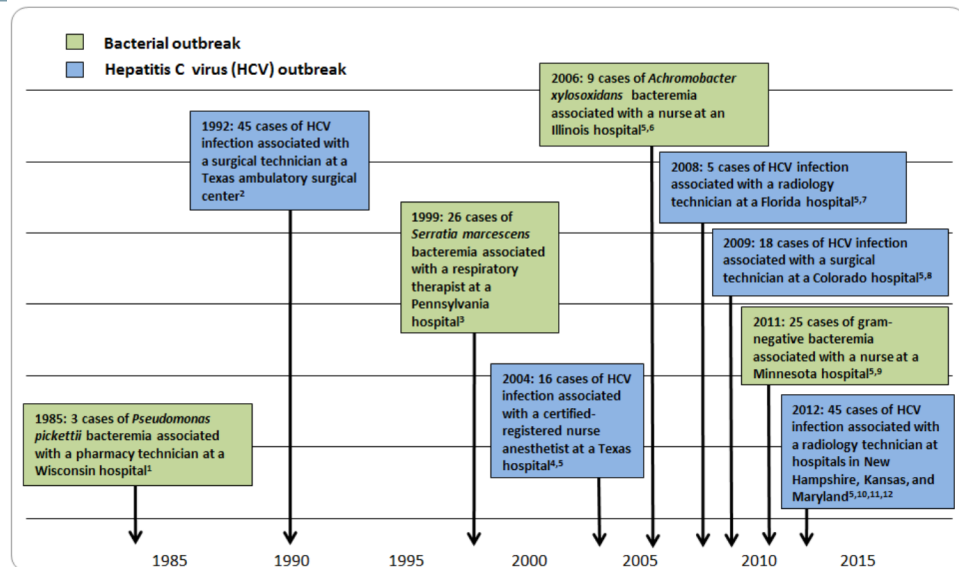 Bacterial outbreak
Hepatitis C virus (HCV) outbreak
2006: 9 cases of Achromobacter
xylosoxidans bacteremia
associated with a nurse at an
Illinois hospital5,6
1992: 45 cases of HCV
infection associated with
a surgical technician at a
Texas ambulatory surgical
center2
2008: 5 cases of HCV infection
associated with a radiology
technician at a Florida hospital5,7
1999: 26 cases of
Serratia marcescens
bacteremia associated
with a respiratory
therapist at a
Pennsylvania
hospital3
2009: 18 cases of HCV infection
associated with a surgical
technician at a Colorado hospital5,8
2011: 25 cases of gram-
negative bacteremia
associated with a nurse at a
Minnesota hospital5,9
2004: 16 cases of HCV
infection associated
with a certified-
registered nurse
anesthetist at a Texas
hospital4,5
1985: 3 cases of Pseudomonas
pickettii bacteremia associated
with a pharmacy technician at a
Wisconsin hospital1
2012: 45 cases of HCV
infection associated with
a radiology technician at
hospitals in New
Hampshire, Kansas, and
Maryland5,10,11,12
1985 1990 1995 2000 2005 2010 2015